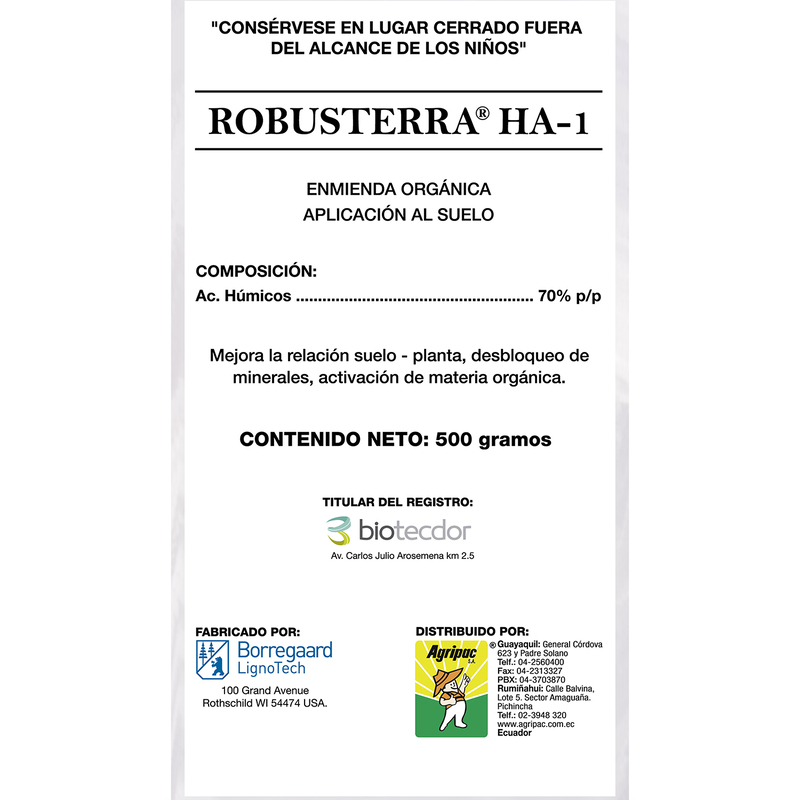 "CONSÉRVESE EN LUGAR CERRADO FUERA
DEL ALCANCE DE LOS NIÑOS"
ROBUSTERRA® HA-1
ENMIENDA ORGÁNICA
APLICACIÓN AL SUELO
COMPOSICIÓN:
Ac. Húmicos ...................................................... 70% p/p
Mejora la relación suelo - planta, desbloqueo de
minerales, activación de materia orgánica.
CONTENIDO NETO: 500 gramos
TITULAR DEL REGISTRO:
biotecdor
Av. Carlos Julio Arosemena km 2.5
FABRICADO POR:
Borregaard
LignoTech
100 Grand Avenue
Rothschild WI 54474 USA.
DISTRIBUIDO POR:
Agripac
S.A.
® Guayaquil: General Córdova
623 y Padre Solano
Telf.: 04-2560400
Fax: 04-2313327
PBX: 04-3703870
Rumiñahui: Calle Balvina,
Lote 5. Sector Amaguaña.
Pichincha
Telf.: 02-3948 320
www.agripac.com.ec
Ecuador